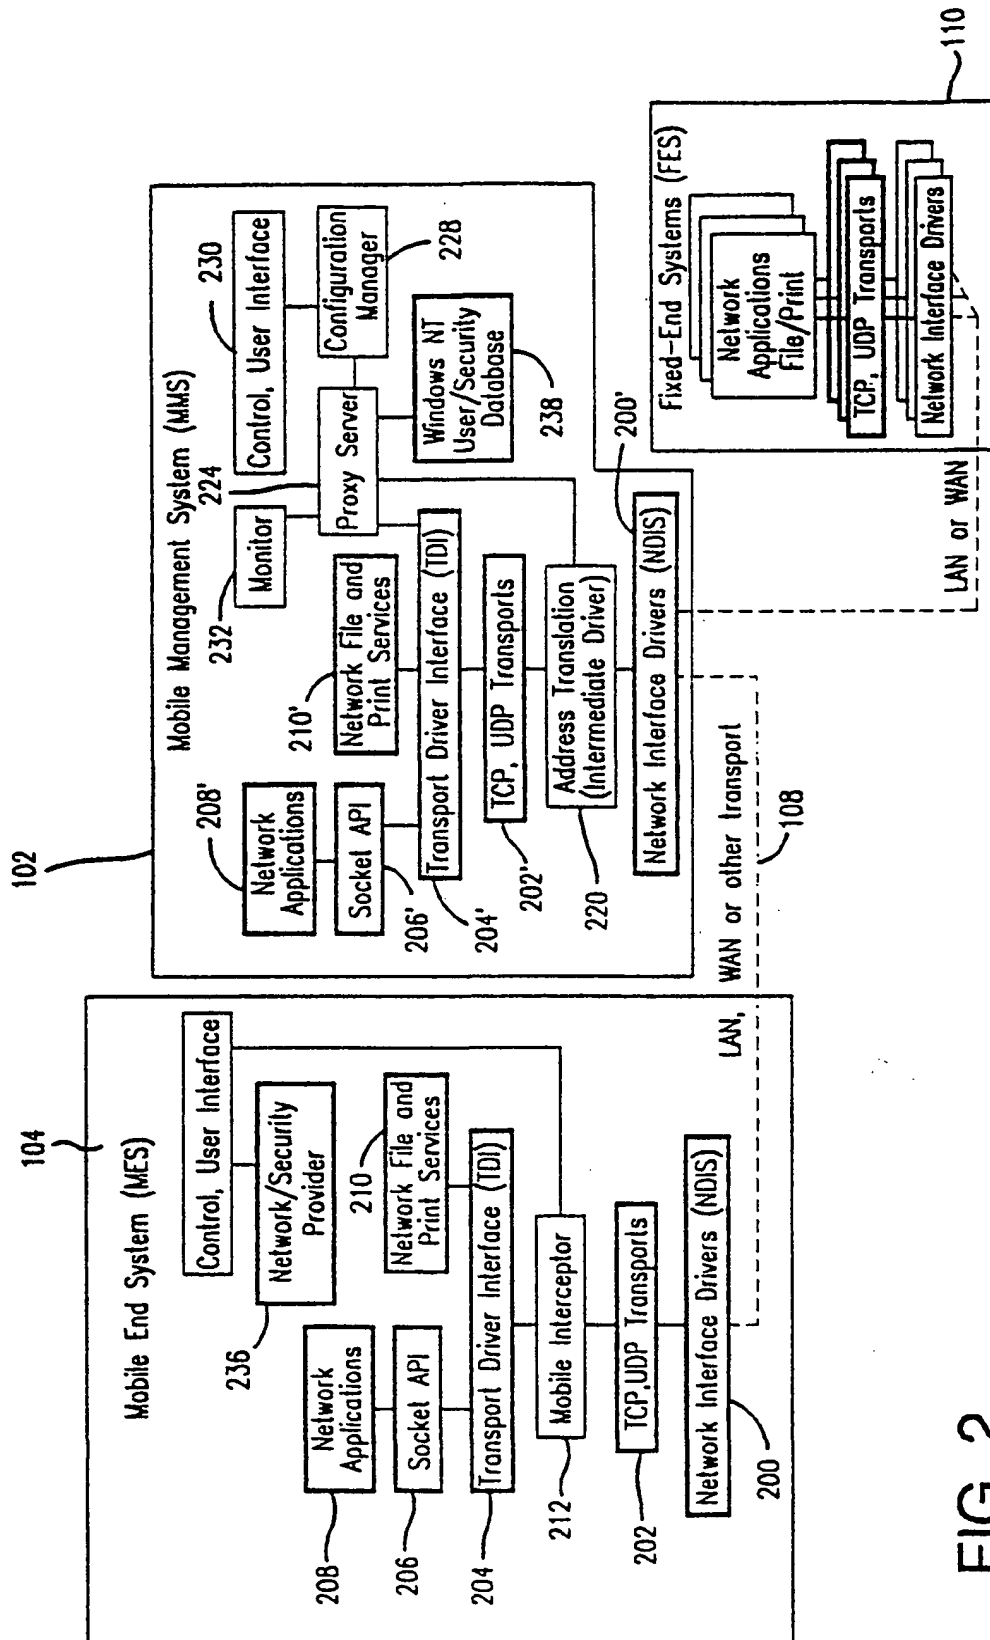 104
Mobile End System (MES)
Control, User Interface
Network/Security
Provider
236
210
Network File and
Print Services
Network
Applications
208
Socket API
206
Transport Driver Interface (TDI)
204
Mobile Interceptor
212
TCP,UDP Transports
202
Network Interface Drivers (NDIS)
200
LAN, WAN or other transport
108
102
Mobile Management System (MMS)
230
Control, User Interface
Configuration
Manager
228
224
Monitor
232
Proxy Server
Windows NT
User/Security
Database
238
Network File and
Print Services
210'
208'
Network
Applications
Socket API
206'
Transport Driver Interface (TDI)
204'
TCP, UDP Transports
202'
Address Translation
(Intermediate Driver)
220
Network Interface Drivers (NDIS)
200'
LAN or WAN
110
Fixed-End Systems (FES)
Network
Applications
File/Print
TCP, UDP Transports
Network Interface Drivers
FIG. 2